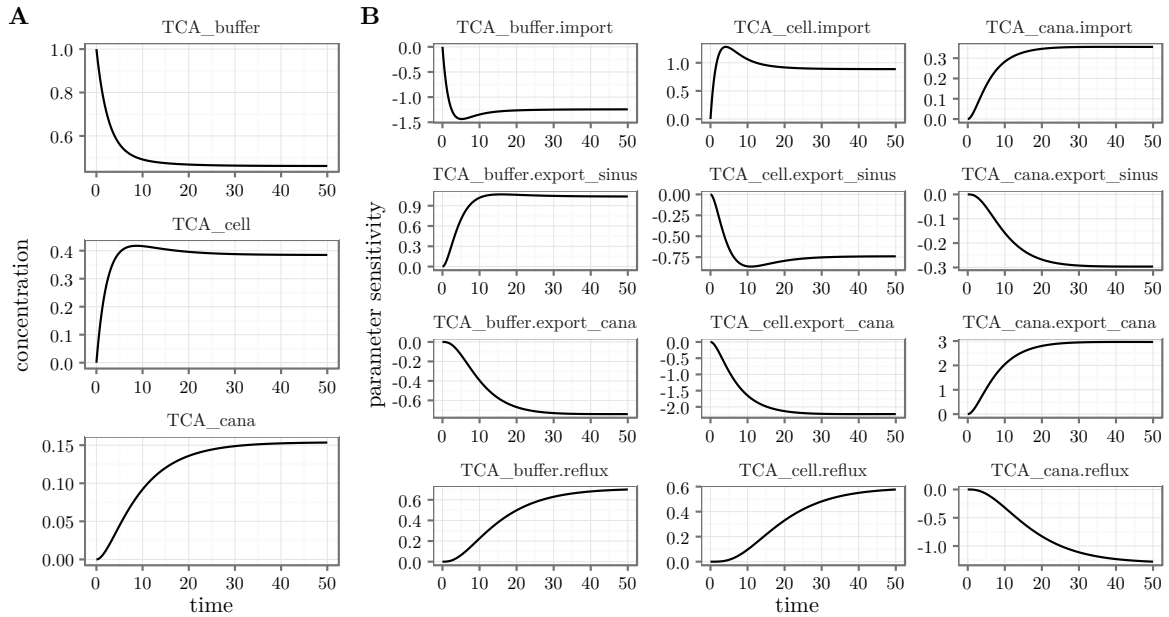 A
TCA_buffer
1.0
0.8
0.6
0 10 20 30 40 50
TCA_cell
0.4
0.3
0.2
0.1
0.0
0 10 20 30 40 50
TCA_cana
0.15
0.10
0.05
0.00
0 10 20 30 40 50
time
concentration
B
parameter sensitivity
TCA_buffer.import
0.0
-0.5
-1.0
-1.5
0 10 20 30 40 50
TCA_cell.import
1.0
0.5
0.0
0 10 20 30 40 50
TCA_cana.import
0.3
0.2
0.1
0.0
0 10 20 30 40 50
TCA_buffer.export_sinus
0.9
0.6
0.3
0.0
0 10 20 30 40 50
TCA_cell.export_sinus
0.00
-0.25
-0.50
-0.75
0 10 20 30 40 50
TCA_cana.export_sinus
0.0
-0.1
-0.2
-0.3
0 10 20 30 40 50
TCA_buffer.export_cana
0.0
-0.2
-0.4
-0.6
0 10 20 30 40 50
TCA_cell.export_cana
0.0
-0.5
-1.0
-1.5
-2.0
0 10 20 30 40 50
TCA_cana.export_cana
3
2
1
0
0 10 20 30 40 50
TCA_buffer.reflux
0.6
0.4
0.2
0.0
0 10 20 30 40 50
TCA_cell.reflux
0.6
0.4
0.2
0.0
0 10 20 30 40 50
TCA_cana.reflux
0.0
-0.5
-1.0
0 10 20 30 40 50
time